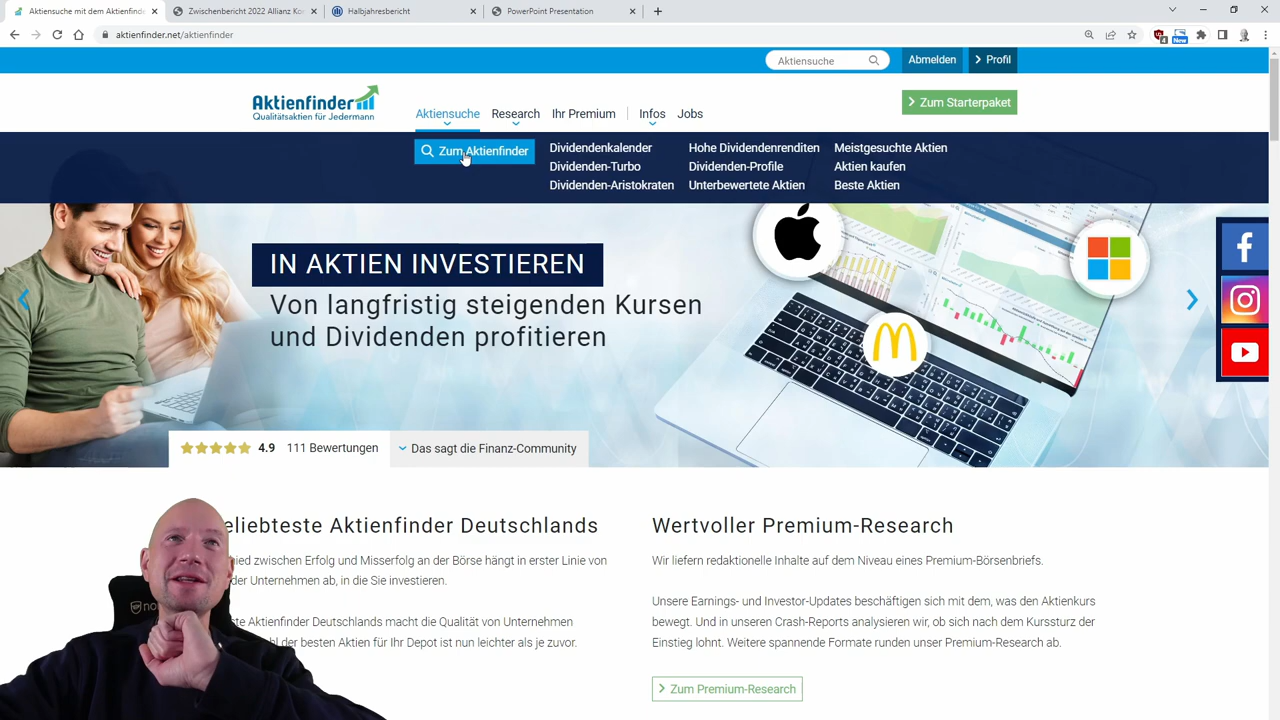 Aktiensuche mit dem Aktienfinde
Zwischenbericht 2022 Allianz Kon
Halbjahresbericht
PowerPoint Presentation
aktienfinder.net/aktienfinder
New
Aktiensuche
Abmelden
Profil
Aktienfinder
Qualitätsaktien für Jedermann
Aktiensuche
Research
Ihr Premium
Infos
Jobs
Zum Starterpaket
Zum Aktienfinder
Dividendenkalender
Hohe Dividendenrenditen
Meistgesuchte Aktien
Dividenden-Turbo
Dividenden-Profile
Aktien kaufen
Dividenden-Aristokraten
Unterbewertete Aktien
Beste Aktien
IN AKTIEN INVESTIEREN
Von langfristig steigenden Kursen
und Dividenden profitieren
4.9 111 Bewertungen
Das sagt die Finanz-Community
eliebteste Aktienfinder Deutschlands
ied zwischen Erfolg und Misserfolg an der Börse hängt in erster Linie von
der Unternehmen ab, in die Sie investieren.
te Aktienfinder Deutschlands macht die Qualität von Unternehmen
l der besten Aktien für Ihr Depot ist nun leichter als je zuvor.
Wertvoller Premium-Research
Wir liefern redaktionelle Inhalte auf dem Niveau eines Premium-Börsenbriefs.
Unsere Earnings- und Investor-Updates beschäftigen sich mit dem, was den Aktienkurs
bewegt. Und in unseren Crash-Reports analysieren wir, ob sich nach dem Kurssturz der
Einstieg lohnt. Weitere spannende Formate runden unser Premium-Research ab.
Zum Premium-Research